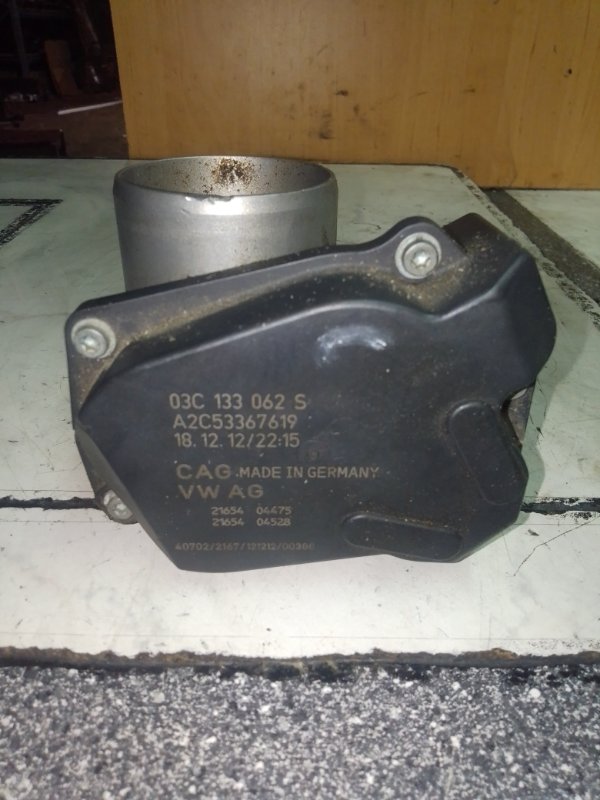 03C 133 062 S
A2C53367619
18.12.12/22:15
CAG MADE IN GERMANY
VW AG
21654 04475
21654 04528
40702/2167/121212/00206